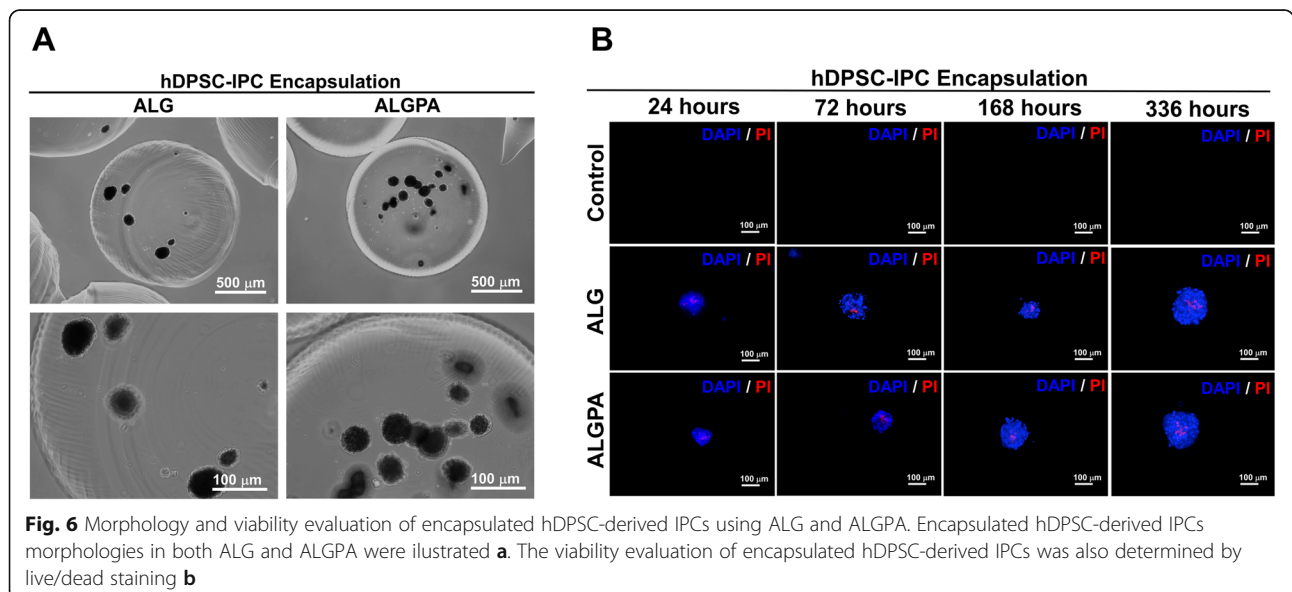 A
hDPSC-IPC Encapsulation
ALG ALGPA
500 µm 500 µm
100 µm 100 µm
B
hDPSC-IPC Encapsulation
24 hours 72 hours 168 hours 336 hours
Control
DAPI / PI DAPI / PI DAPI / PI DAPI / PI
100 µm 100 µm 100 µm 100 µm
ALG
DAPI / PI DAPI / PI DAPI / PI DAPI / PI
100 µm 100 µm 100 µm 100 µm
ALGPA
DAPI / PI DAPI / PI DAPI / PI DAPI / PI
100 µm 100 µm 100 µm 100 µm
Fig. 6 Morphology and viability evaluation of encapsulated hDPSC-derived IPCs using ALG and ALGPA. Encapsulated hDPSC-derived IPCs
morphologies in both ALG and ALGPA were ilustrated a. The viability evaluation of encapsulated hDPSC-derived IPCs was also determined by
live/dead staining b